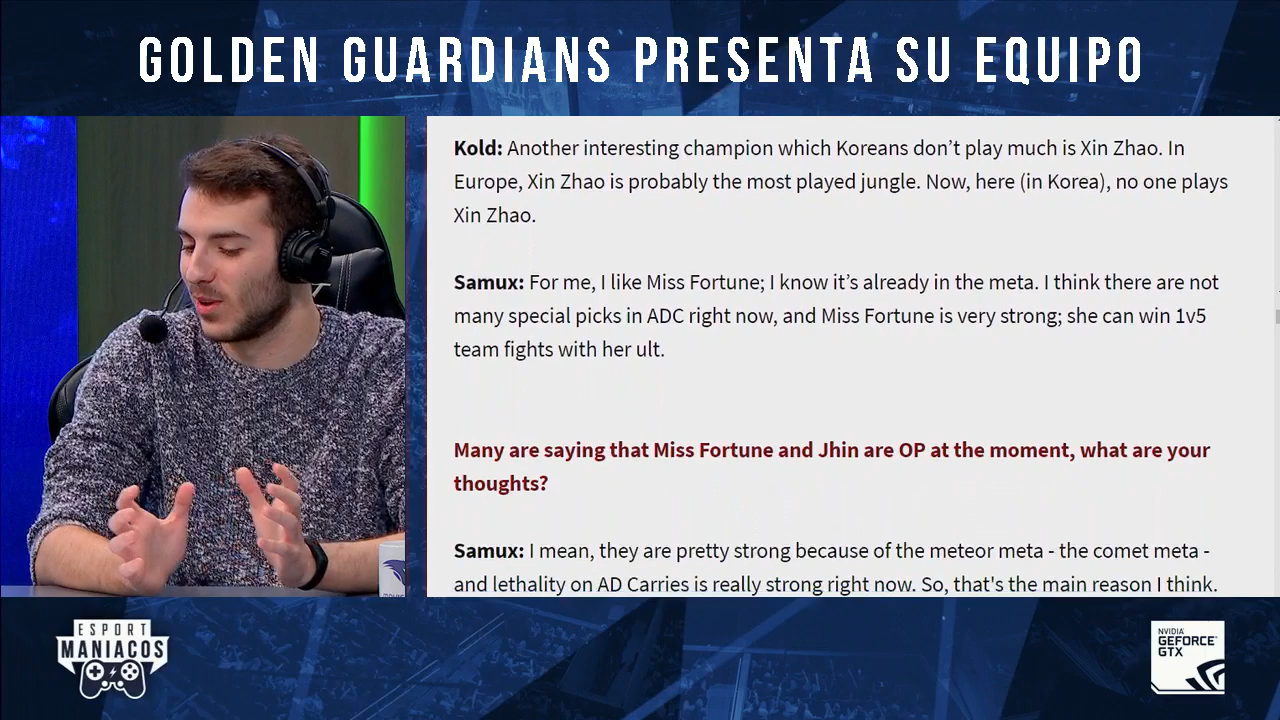 GOLDEN GUARDIANS PRESENTA SU EQUIPO
Kold: Another interesting champion which Koreans don’t play much is Xin Zhao. In
Europe, Xin Zhao is probably the most played jungle. Now, here (in Korea), no one plays
Xin Zhao.
Samux: For me, I like Miss Fortune; I know it’s already in the meta. I think there are not
many special picks in ADC right now, and Miss Fortune is very strong; she can win 1v5
team fights with her ult.
Many are saying that Miss Fortune and Jhin are OP at the moment, what are your
thoughts?
Samux: I mean, they are pretty strong because of the meteor meta - the comet meta -
and lethality on AD Carries is really strong right now. So, that's the main reason I think.
ESPORT
MANIACOS
NVIDIA
GEFORCE
GTX